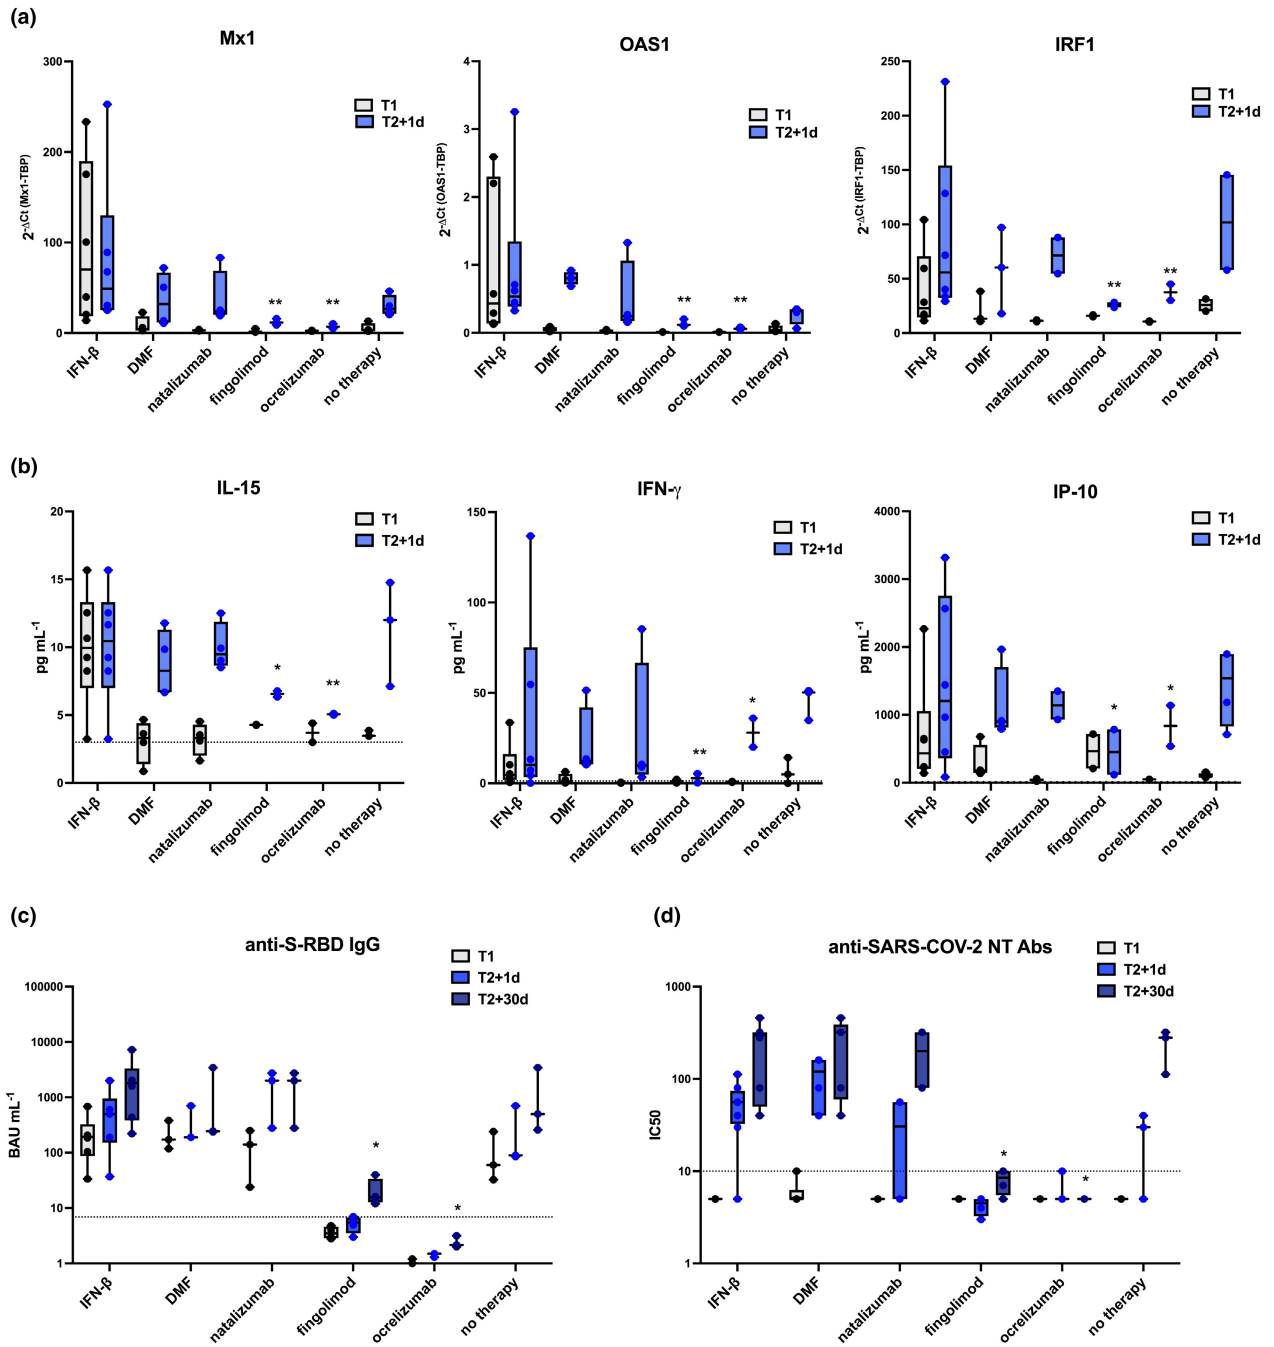 (a)
Mx1
300
200
100
0
2-ΔCt (Mx1-TBP)
T1
T2+1d
**
**
IFN-β
DMF
natalizumab
fingolimod
ocrelizumab
no therapy
OAS1
4
3
2
1
0
2-ΔCt (OAS1-TBP)
T1
T2+1d
**
**
IFN-β
DMF
natalizumab
fingolimod
ocrelizumab
no therapy
IRF1
250
200
150
100
50
0
2-ΔCt (IRF1-TBP)
T1
T2+1d
**
**
IFN-β
DMF
natalizumab
fingolimod
ocrelizumab
no therapy
(b)
IL-15
20
15
10
5
0
pg mL-1
T1
T2+1d
*
**
IFN-β
DMF
natalizumab
fingolimod
ocrelizumab
no therapy
IFN-γ
150
100
50
0
pg mL-1
T1
T2+1d
**
*
IFN-β
DMF
natalizumab
fingolimod
ocrelizumab
no therapy
IP-10
4000
3000
2000
1000
0
pg mL-1
T1
T2+1d
*
*
IFN-β
DMF
natalizumab
fingolimod
ocrelizumab
no therapy
(c)
anti-S-RBD IgG
100000
10000
1000
100
10
1
BAU mL-1
T1
T2+1d
T2+30d
*
*
IFN-β
DMF
natalizumab
fingolimod
ocrelizumab
no therapy
(d)
anti-SARS-COV-2 NT Abs
1000
100
10
1
IC50
T1
T2+1d
T2+30d
*
*
IFN-β
DMF
natalizumab
fingolimod
ocrelizumab
no therapy